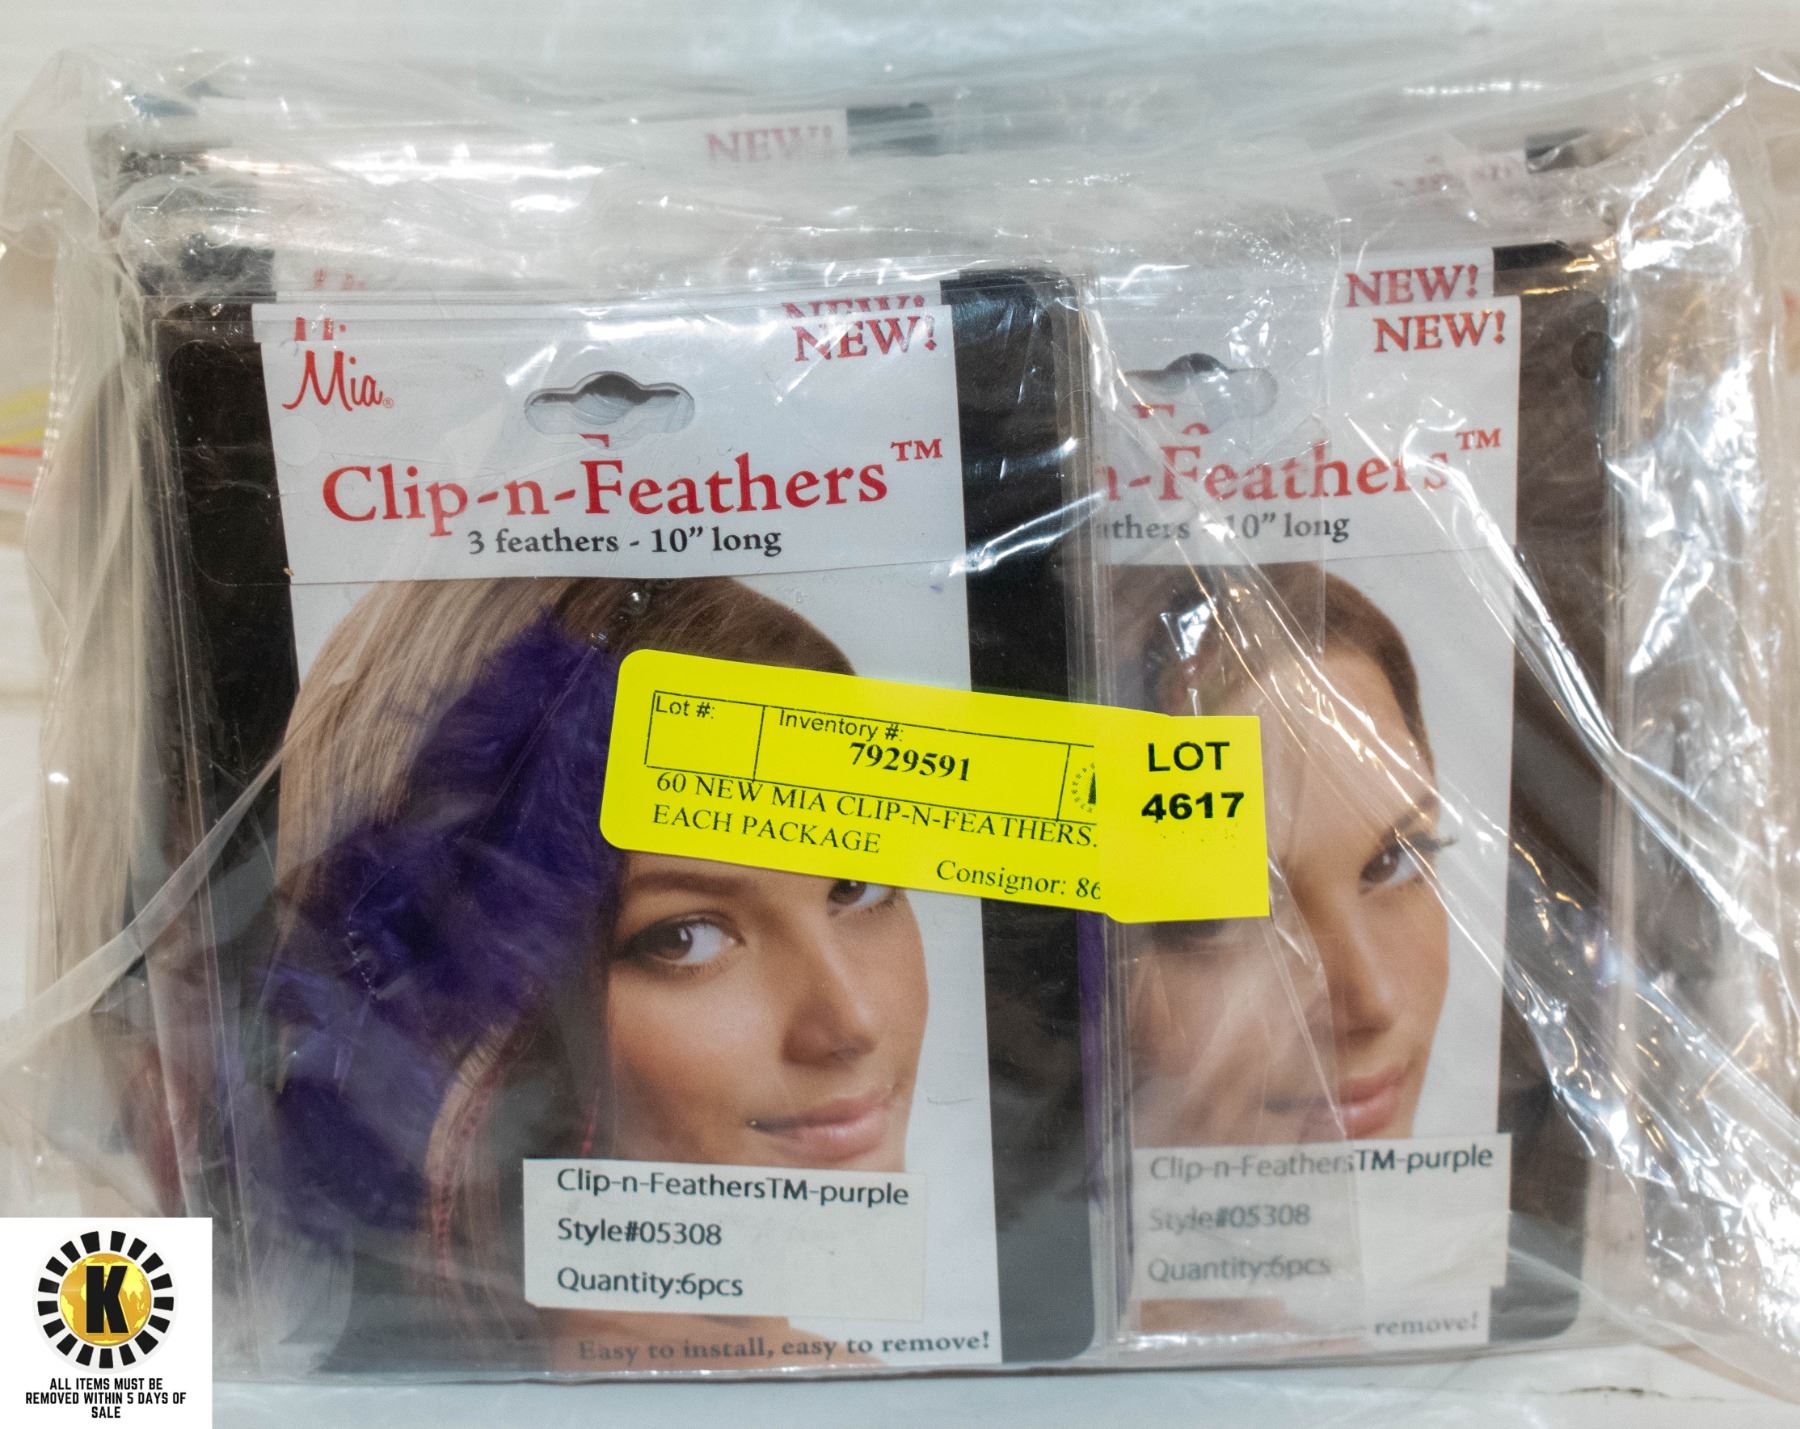 NEW!
NEW!
NEW!
NEW!
NEW!
Mia®
Clip-n-Feathers™
3 feathers - 10” long
n-Feathers™
10” long
Lot #:
Inventory #:
7929591
60 NEW MIA CLIP-N-FEATHERS.
EACH PACKAGE
Consignor: 86
LOT
4617
Clip-n-FeathersTM-purple
Style#05308
Quantity:6pcs
Easy to install, easy to remove!
Clip-n-FeathersTM-purple
Style#05308
Quantity:6pcs
remove!
K
ALL ITEMS MUST BE
REMOVED WITHIN 5 DAYS OF
SALE